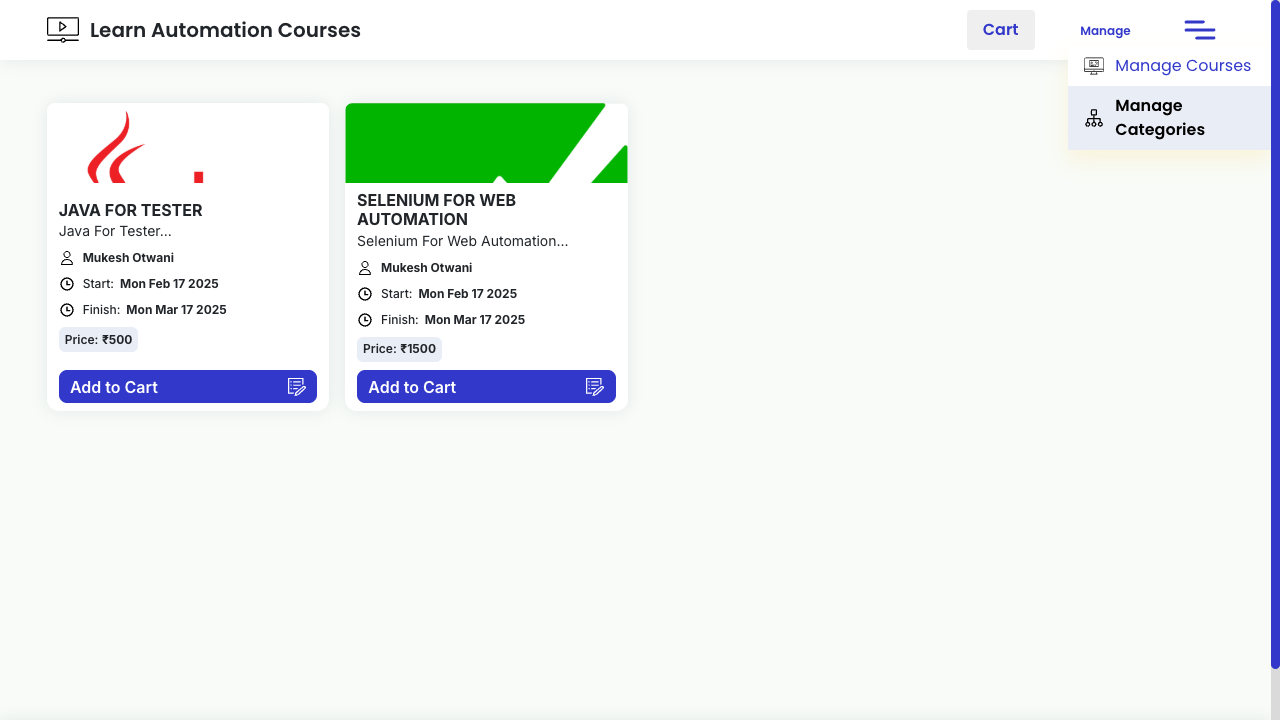 Learn Automation Courses
Cart
Manage
Manage Courses
Manage
Categories
JAVA FOR TESTER
Java For Tester...
Mukesh Otwani
Start: Mon Feb 17 2025
Finish: Mon Mar 17 2025
Price: ₹500
Add to Cart
SELENIUM FOR WEB
AUTOMATION
Selenium For Web Automation...
Mukesh Otwani
Start: Mon Feb 17 2025
Finish: Mon Mar 17 2025
Price: ₹1500
Add to Cart